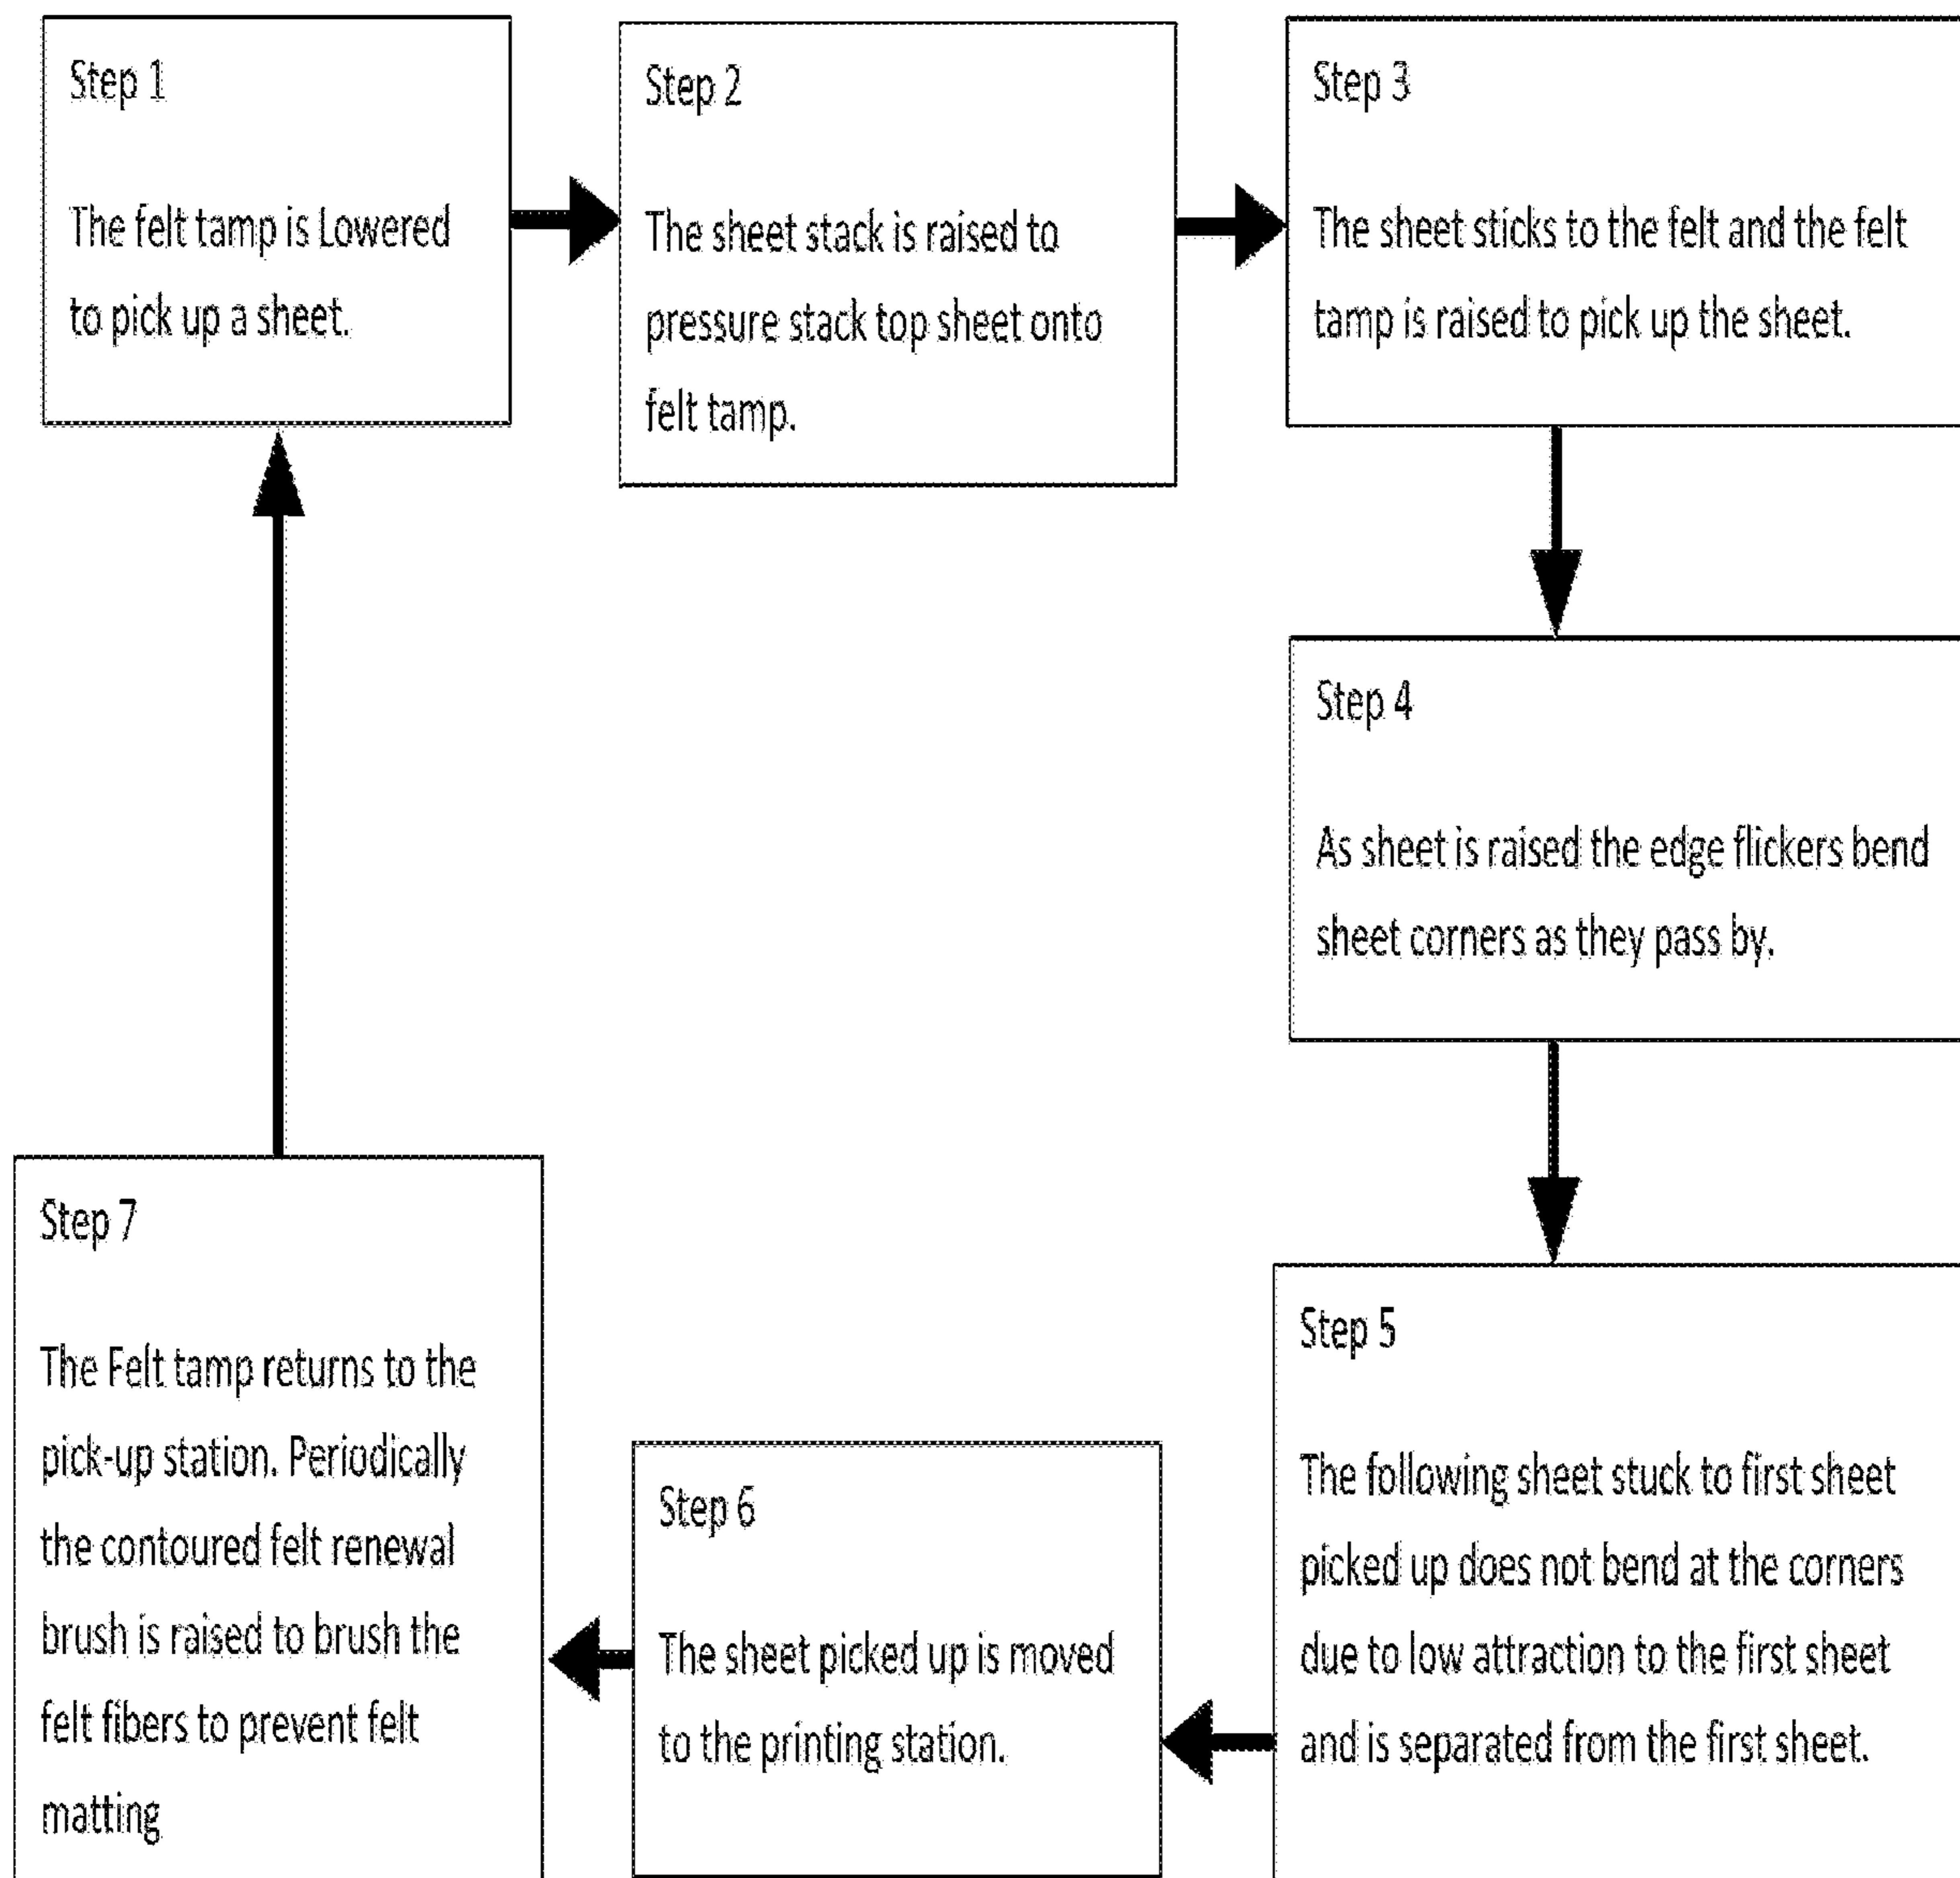 Step 1
The felt tamp is Lowered
to pick up a sheet.
Step 2
The sheet stack is raised to
pressure stack top sheet onto
felt tamp.
Step 3
The sheet sticks to the felt and the felt
tamp is raised to pick up the sheet.
Step 4
As sheet is raised the edge flickers bend
sheet corners as they pass by.
Step 5
The following sheet stuck to first sheet
picked up does not bend at the corners
due to low attraction to the first sheet
and is separated from the first sheet.
Step 6
The sheet picked up is moved
to the printing station.
Step 7
The Felt tamp returns to the
pick-up station. Periodically
the contoured felt renewal
brush is raised to brush the
felt fibers to prevent felt
matting